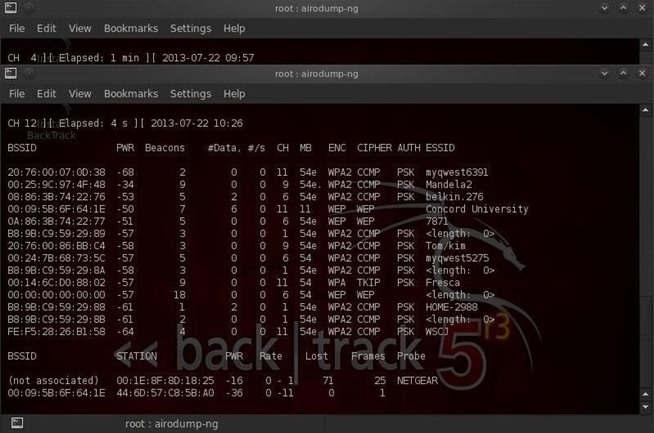 root : airodump-ng
File Edit View Bookmarks Settings Help
CH 4 ][ Elapsed: 1 min ][ 2013-07-22 09:57
root : airodump-ng
File Edit View Bookmarks Settings Help
CH 12 ][ Elapsed: 4 s ][ 2013-07-22 10:26
BackTrack
BSSID PWR Beacons #Data, #/s CH MB ENC CIPHER AUTH ESSID
20:76:00:07:0D:38 -68 2 0 0 11 54e WPA2 CCMP PSK myqwest6391
00:25:9C:97:4F:48 -34 9 0 0 9 54e. WPA2 CCMP PSK Mandela2
08:86:3B:74:22:76 -53 5 2 0 6 54e WPA2 CCMP PSK belkin.276
00:09:5B:6F:64:1E -50 7 6 0 11 11 WEP WEP Concord University
0A:86:3B:74:22:77 -51 5 0 0 6 54e WEP WEP 7871
B8:9B:C9:59:29:89 -57 3 0 0 1 54e WPA2 CCMP PSK <length: 0>
20:76:00:86:BB:C4 -58 3 0 0 9 54e WPA2 CCMP PSK Tom/kim
00:24:7B:68:73:5C -57 5 0 0 6 54 WPA2 CCMP PSK myqwest5275
B8:9B:C9:59:29:8A -58 3 0 0 1 54e WPA2 CCMP PSK <length: 0>
00:14:6C:D0:88:02 -57 9 0 0 11 54 WPA TKIP PSK Fresca
00:00:00:00:00:00 -57 18 0 0 6 54 WEP WEP <length: 0>
B8:9B:C9:59:29:88 -61 1 2 0 1 54e WPA2 CCMP PSK HOME-2988
B8:9B:C9:59:29:8B -61 2 0 0 1 54e WPA2 CCMP PSK <length: 0>
FE:F5:28:26:B1:58 -64 4 0 0 11 54e WPA2 CCMP PSK WSCJ
<< back | track 5 r3
BSSID STATION PWR Rate Lost Frames Probe
(not associated) 00:1E:8F:8D:18:25 -16 0 - 1 71 25 NETGEAR
00:09:5B:6F:64:1E 44:6D:57:C8:5B:A0 -36 0 -11 0 1
root : airodump-ng